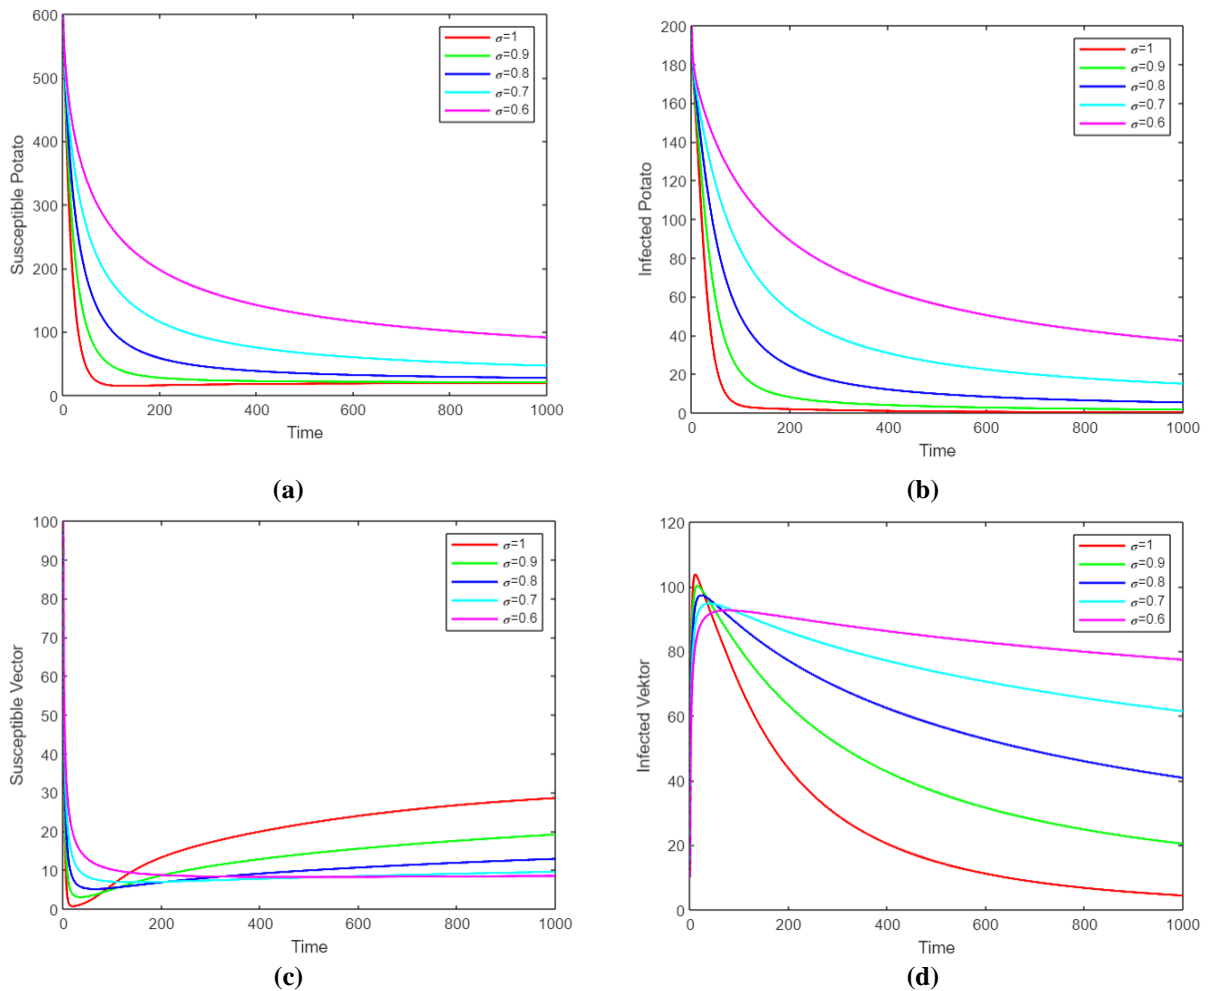 600
500
400
300
200
100
0
Susceptible Potato
σ=1
σ=0.9
σ=0.8
σ=0.7
σ=0.6
0 200 400 600 800 1000
Time
(a)
200
180
160
140
120
100
80
60
40
20
0
Infected Potato
σ=1
σ=0.9
σ=0.8
σ=0.7
σ=0.6
0 200 400 600 800 1000
Time
(b)
100
90
80
70
60
50
40
30
20
10
0
Susceptible Vector
σ=1
σ=0.9
σ=0.8
σ=0.7
σ=0.6
0 200 400 600 800 1000
Time
(c)
120
100
80
60
40
20
0
Infected Vektor
σ=1
σ=0.9
σ=0.8
σ=0.7
σ=0.6
0 200 400 600 800 1000
Time
(d)